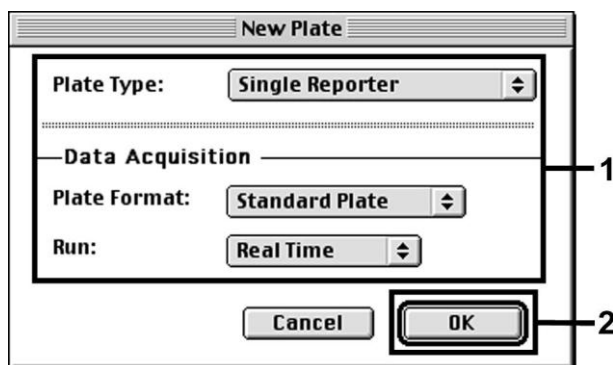 New Plate
Plate Type: Single Reporter
Data Acquisition
1
Plate Format: Standard Plate
Run: Real Time
Cancel OK
2